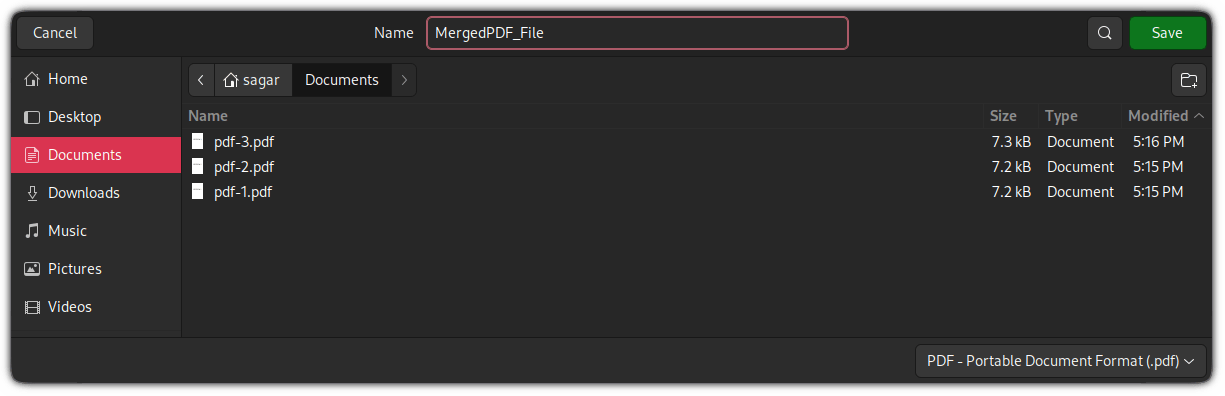 Cancel Name MergedPDF_File Save
Home
Desktop
Documents
Downloads
Music
Pictures
Videos
sagar Documents
Name Size Type Modified
pdf-3.pdf 7.3 kB Document 5:16 PM
pdf-2.pdf 7.2 kB Document 5:15 PM
pdf-1.pdf 7.2 kB Document 5:15 PM
PDF - Portable Document Format (.pdf)